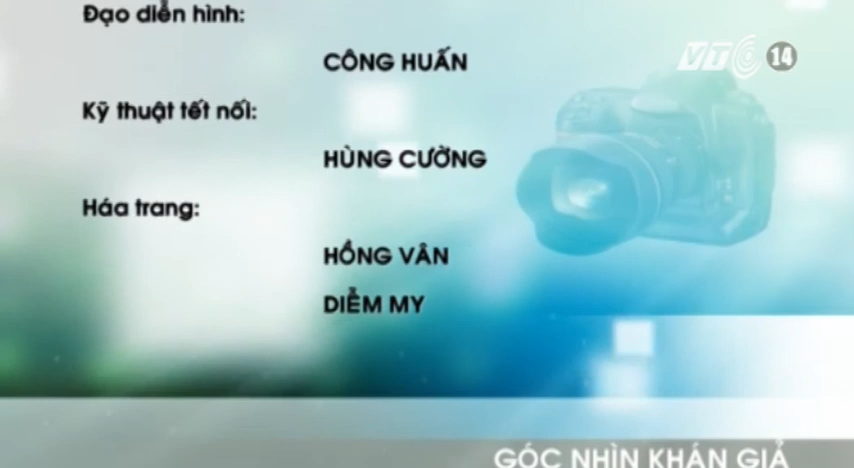 Đạo diễn hình:
CÔNG HUẤN
VTC 14
Kỹ thuật tết nối:
HÙNG CƯỜNG
Háa trang:
HỒNG VÂN
DIỄM MY
GÓC NHÌN KHÁN GIẢ